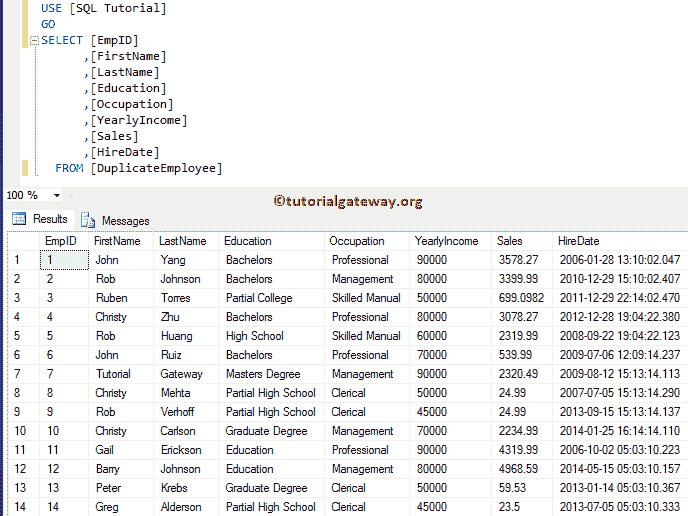 USE [SQL Tutorial]
GO
SELECT [EmpID]
,[FirstName]
,[LastName]
,[Education]
,[Occupation]
,[YearlyIncome]
,[Sales]
,[HireDate]
FROM [DuplicateEmployee]
100 %
©tutorialgateway.org
Results Messages
EmpID FirstName LastName Education Occupation YearlyIncome Sales HireDate
1 1 John Yang Bachelors Professional 90000 3578.27 2006-01-28 13:10:02.047
2 2 Rob Johnson Bachelors Management 80000 3399.99 2010-12-29 15:10:02.407
3 3 Ruben Torres Partial College Skilled Manual 50000 699.0982 2011-12-29 22:14:02.470
4 4 Christy Zhu Bachelors Professional 80000 3078.27 2012-12-28 19:04:22.380
5 5 Rob Huang High School Skilled Manual 60000 2319.99 2008-09-22 19:04:22.123
6 6 John Ruiz Bachelors Professional 70000 539.99 2009-07-06 12:09:14.237
7 7 Tutorial Gateway Masters Degree Management 90000 2320.49 2009-08-12 15:13:14.113
8 8 Christy Mehta Partial High School Clerical 50000 24.99 2007-07-05 15:13:14.290
9 9 Rob Verhoff Partial High School Clerical 45000 24.99 2013-09-15 15:13:14.137
10 10 Christy Carlson Graduate Degree Management 70000 2234.99 2014-01-25 16:14:14.110
11 11 Gail Erickson Education Professional 90000 4319.99 2006-10-02 05:03:10.223
12 12 Barry Johnson Education Management 80000 4968.59 2014-05-15 05:03:10.157
13 13 Peter Krebs Graduate Degree Clerical 50000 59.53 2013-01-14 05:03:10.367
14 14 Greg Alderson Partial High School Clerical 45000 23.5 2013-07-05 05:03:10.333